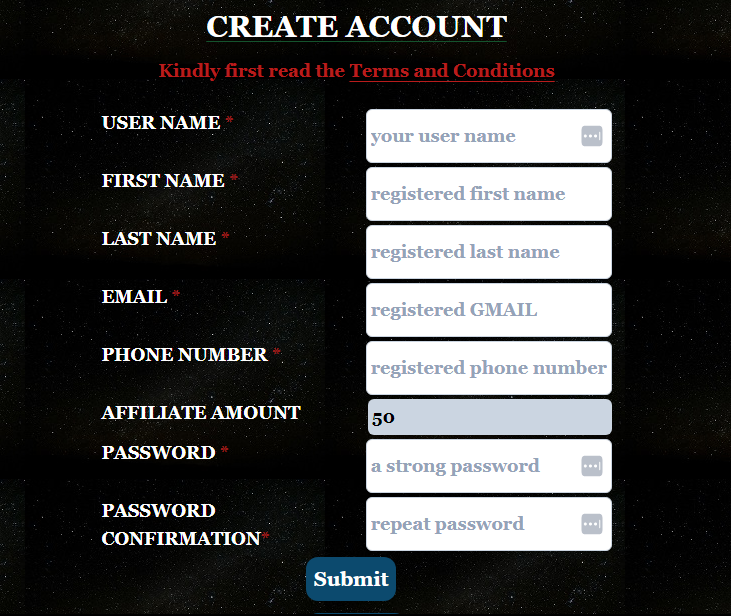 CREATE ACCOUNT
Kindly first read the Terms and Conditions
USER NAME *
your user name
FIRST NAME *
registered first name
LAST NAME *
registered last name
EMAIL *
registered GMAIL
PHONE NUMBER *
registered phone number
AFFILIATE AMOUNT
50
PASSWORD *
a strong password
PASSWORD
CONFIRMATION*
repeat password
Submit